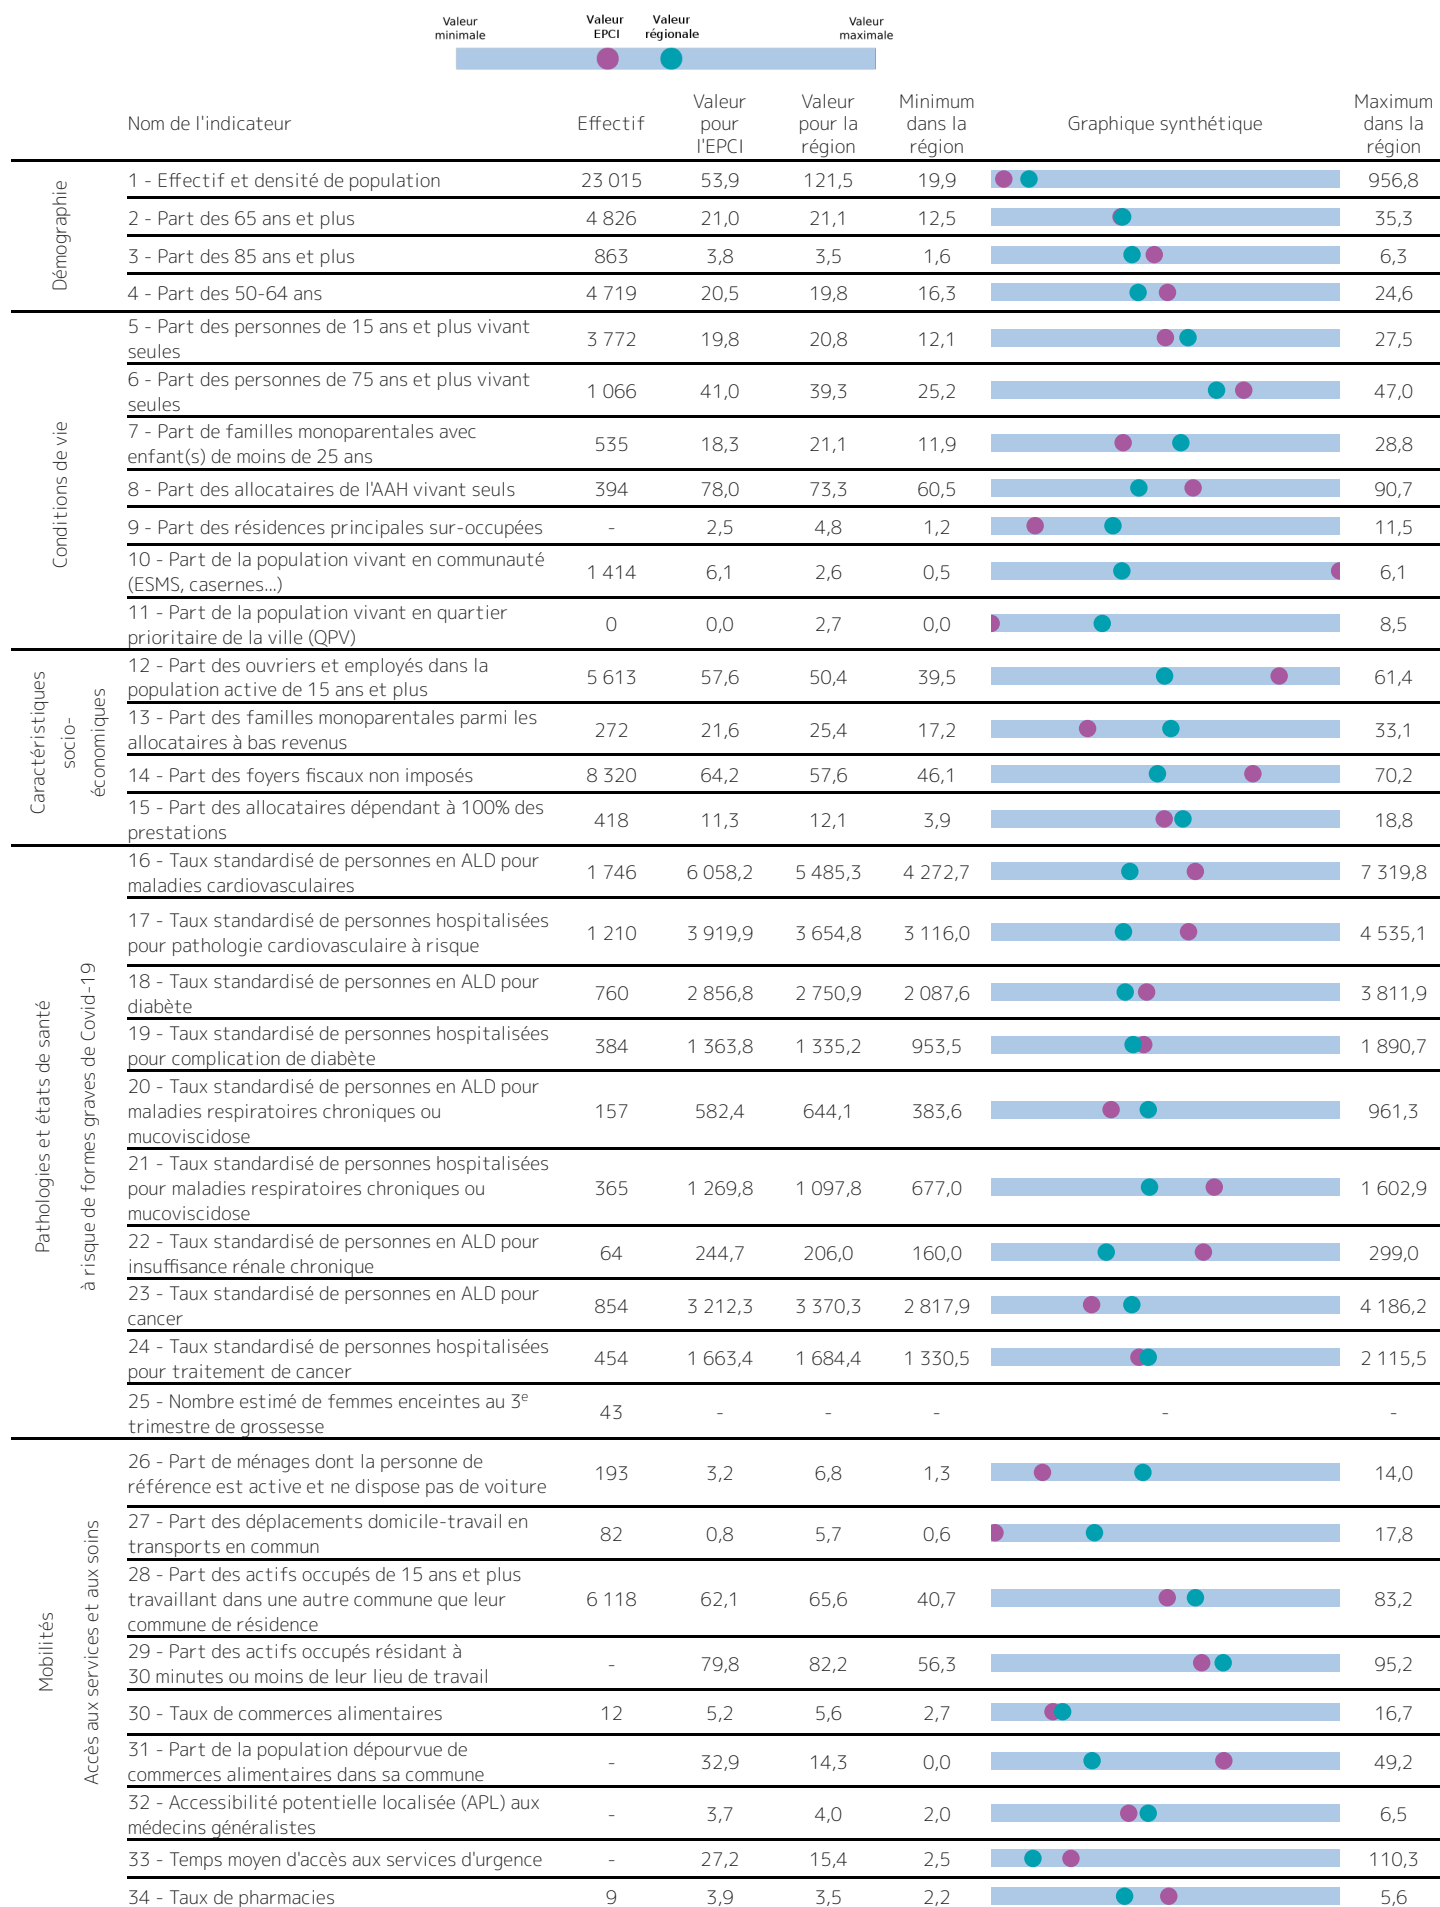 Valeur minimale
Valeur EPCI
Valeur régionale
Valeur maximale
Nom de l'indicateur
Effectif
Valeur pour l'EPCI
Valeur pour la région
Minimum dans la région
Graphique synthétique
Maximum dans la région
Démographie
1 - Effectif et densité de population 23 015 53,9 121,5 19,9 956,8
2 - Part des 65 ans et plus 4 826 21,0 21,1 12,5 35,3
3 - Part des 85 ans et plus 863 3,8 3,5 1,6 6,3
4 - Part des 50-64 ans 4 719 20,5 19,8 16,3 24,6
Conditions de vie
5 - Part des personnes de 15 ans et plus vivant
seules 3 772 19,8 20,8 12,1 27,5
6 - Part des personnes de 75 ans et plus vivant
seules 1 066 41,0 39,3 25,2 47,0
7 - Part de familles monoparentales avec
enfant(s) de moins de 25 ans 535 18,3 21,1 11,9 28,8
8 - Part des allocataires de l'AAH vivant seuls 394 78,0 73,3 60,5 90,7
9 - Part des résidences principales sur-occupées - 2,5 4,8 1,2 11,5
10 - Part de la population vivant en communauté
(ESMS, casernes...) 1 414 6,1 2,6 0,5 6,1
11 - Part de la population vivant en quartier
prioritaire de la ville (QPV) 0 0,0 2,7 0,0 8,5
Caractéristiques
socio-
économiques
12 - Part des ouvriers et employés dans la
population active de 15 ans et plus 5 613 57,6 50,4 39,5 61,4
13 - Part des familles monoparentales parmi les
allocataires à bas revenus 272 21,6 25,4 17,2 33,1
14 - Part des foyers fiscaux non imposés 8 320 64,2 57,6 46,1 70,2
15 - Part des allocataires dépendant à 100% des
prestations 418 11,3 12,1 3,9 18,8
Pathologies et états de santé
à risque de formes graves de Covid-19
16 - Taux standardisé de personnes en ALD pour
maladies cardiovasculaires 1 746 6 058,2 5 485,3 4 272,7 7 319,8
17 - Taux standardisé de personnes hospitalisées
pour pathologie cardiovasculaire à risque 1 210 3 919,9 3 654,8 3 116,0 4 535,1
18 - Taux standardisé de personnes en ALD pour
diabète 760 2 856,8 2 750,9 2 087,6 3 811,9
19 - Taux standardisé de personnes hospitalisées
pour complication de diabète 384 1 363,8 1 335,2 953,5 1 890,7
20 - Taux standardisé de personnes en ALD pour
maladies respiratoires chroniques ou
mucoviscidose 157 582,4 644,1 383,6 961,3
21 - Taux standardisé de personnes hospitalisées
pour maladies respiratoires chroniques ou
mucoviscidose 365 1 269,8 1 097,8 677,0 1 602,9
22 - Taux standardisé de personnes en ALD pour
insuffisance rénale chronique 64 244,7 206,0 160,0 299,0
23 - Taux standardisé de personnes en ALD pour
cancer 854 3 212,3 3 370,3 2 817,9 4 186,2
24 - Taux standardisé de personnes hospitalisées
pour traitement de cancer 454 1 663,4 1 684,4 1 330,5 2 115,5
25 - Nombre estimé de femmes enceintes au 3e
trimestre de grossesse 43 - - - - -
Mobilités
Accès aux services et aux soins
26 - Part de ménages dont la personne de
référence est active et ne dispose pas de voiture 193 3,2 6,8 1,3 14,0
27 - Part des déplacements domicile-travail en
transports en commun 82 0,8 5,7 0,6 17,8
28 - Part des actifs occupés de 15 ans et plus
travaillant dans une autre commune que leur
commune de résidence 6 118 62,1 65,6 40,7 83,2
29 - Part des actifs occupés résidant à
30 minutes ou moins de leur lieu de travail - 79,8 82,2 56,3 95,2
30 - Taux de commerces alimentaires 12 5,2 5,6 2,7 16,7
31 - Part de la population dépourvue de
commerces alimentaires dans sa commune - 32,9 14,3 0,0 49,2
32 - Accessibilité potentielle localisée (APL) aux
médecins généralistes - 3,7 4,0 2,0 6,5
33 - Temps moyen d'accès aux services d'urgence - 27,2 15,4 2,5 110,3
34 - Taux de pharmacies 9 3,9 3,5 2,2 5,6